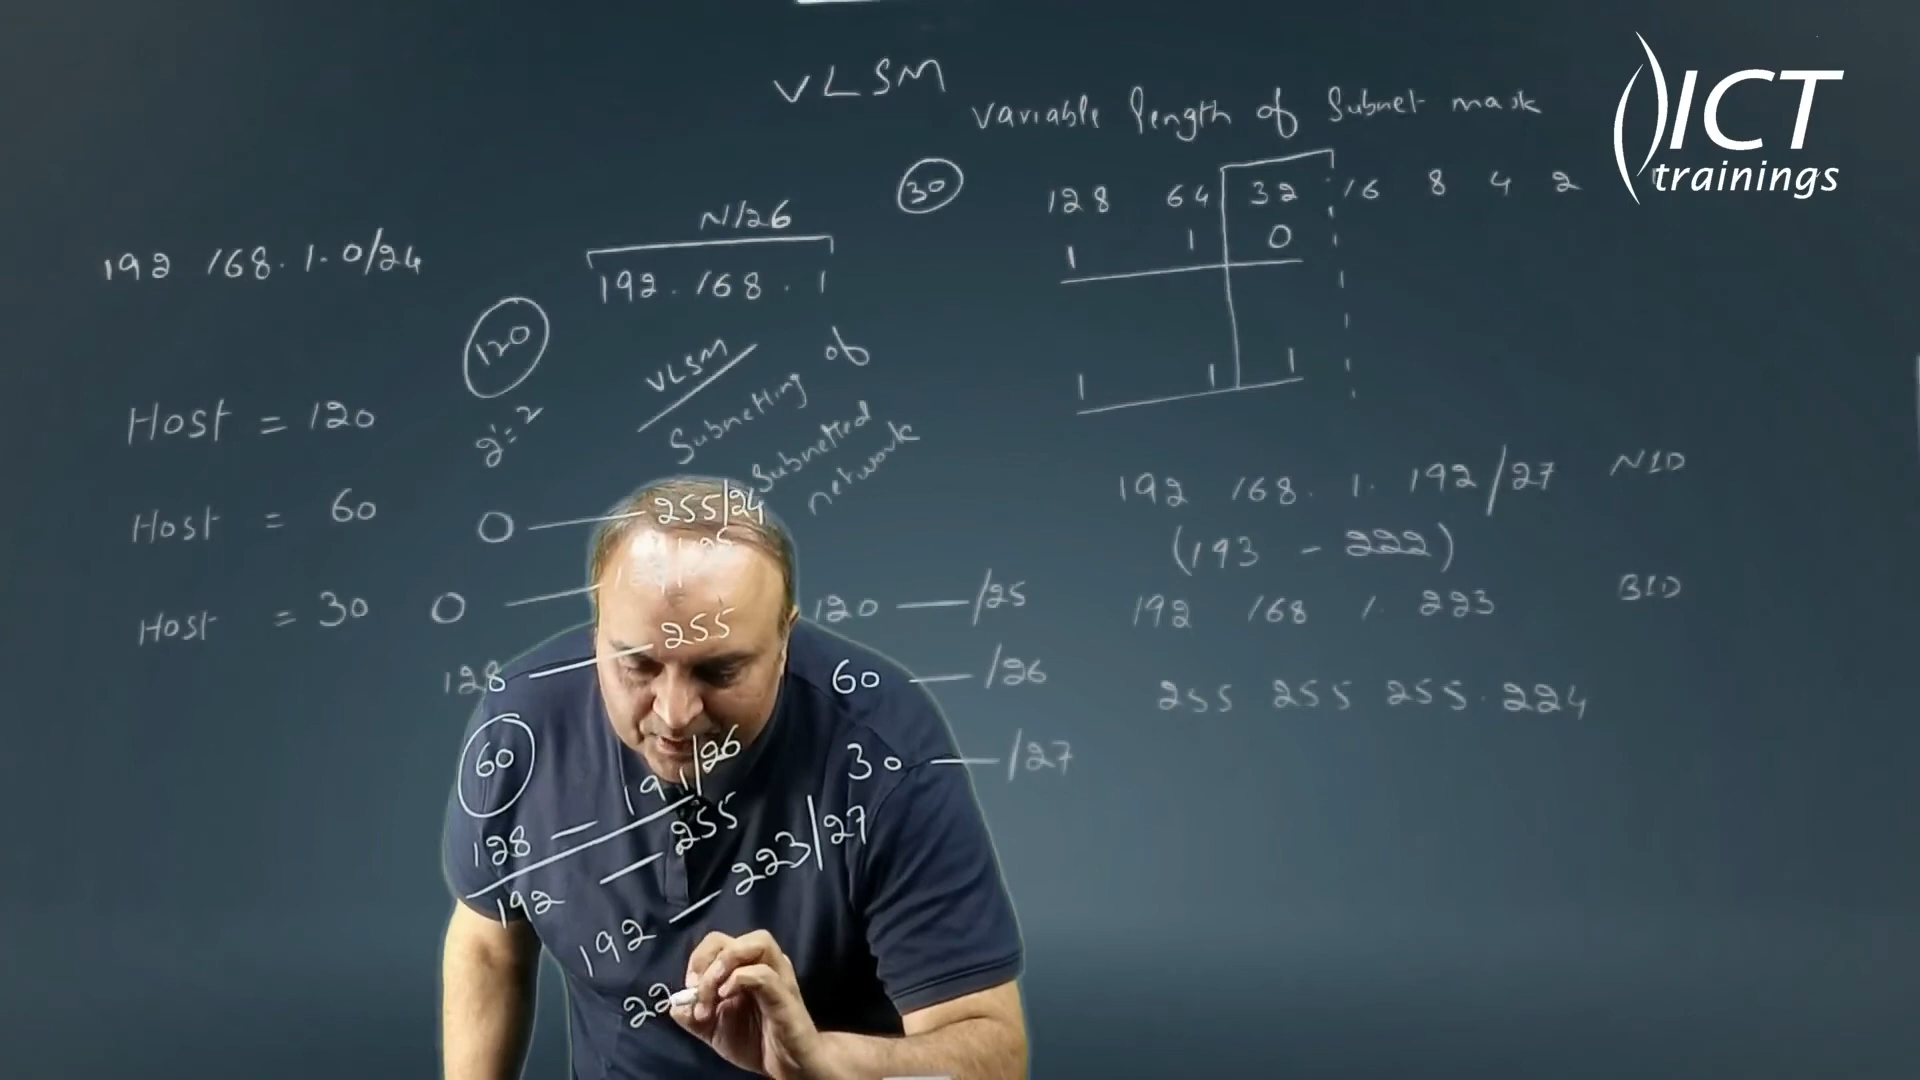 VLSM
Variable length of Subnet mask
ICT
trainings
30
128 64 32 16 8 4 2
1 1 0
1 1 1
N/26
192.168.1
192 168.1.0/24
120
2¹=2
VLSM
Subnetting of
Subnetted
network
Host = 120
Host = 60
Host = 30
0 — 255/24
0 —
128 — 255
60
128 — 191/26
192 — 255
192 — 223/27
22
120 — /25
60 — /26
30 — /27
192 168.1.192/27 NID
(193 - 222)
192 168 1.223 BID
255 255 255.224